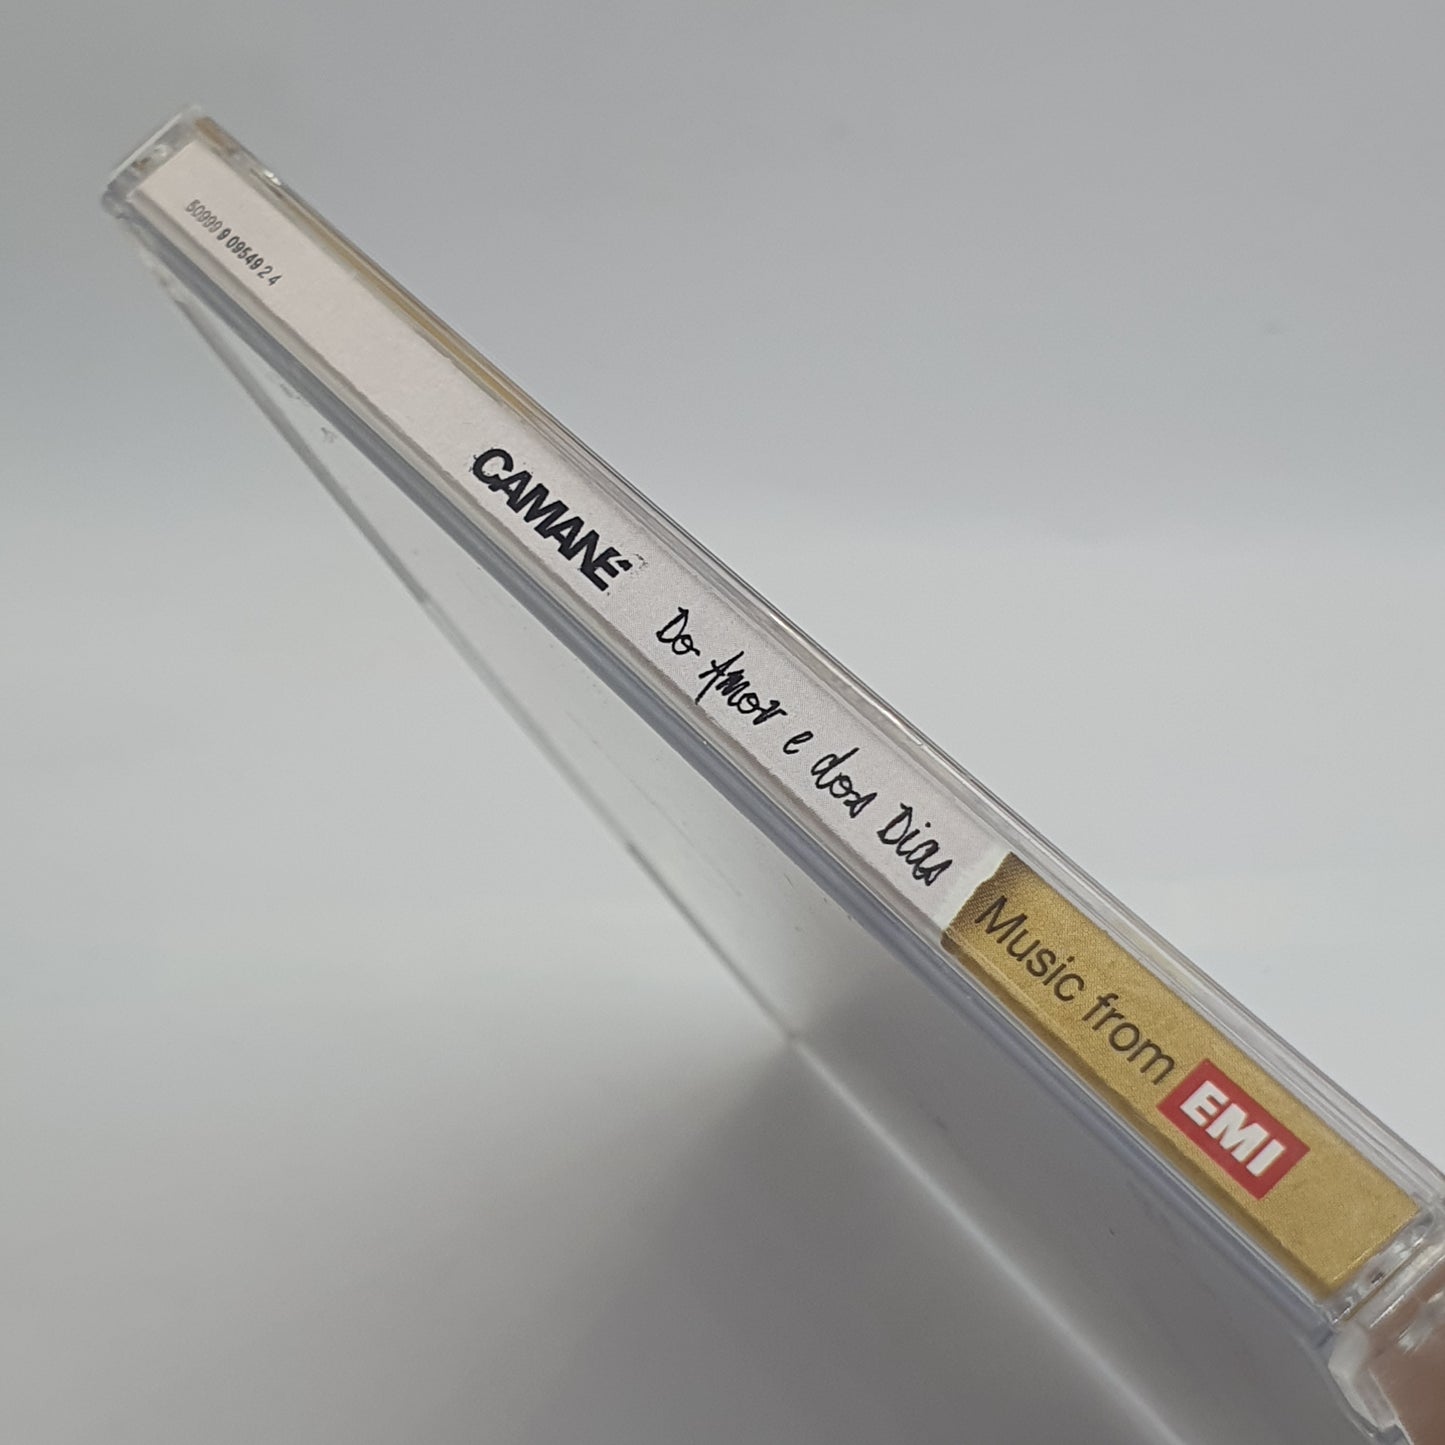 50999 9 09549 2 4
CAMANÉ Do Amor e dos Dias
Music from EMI